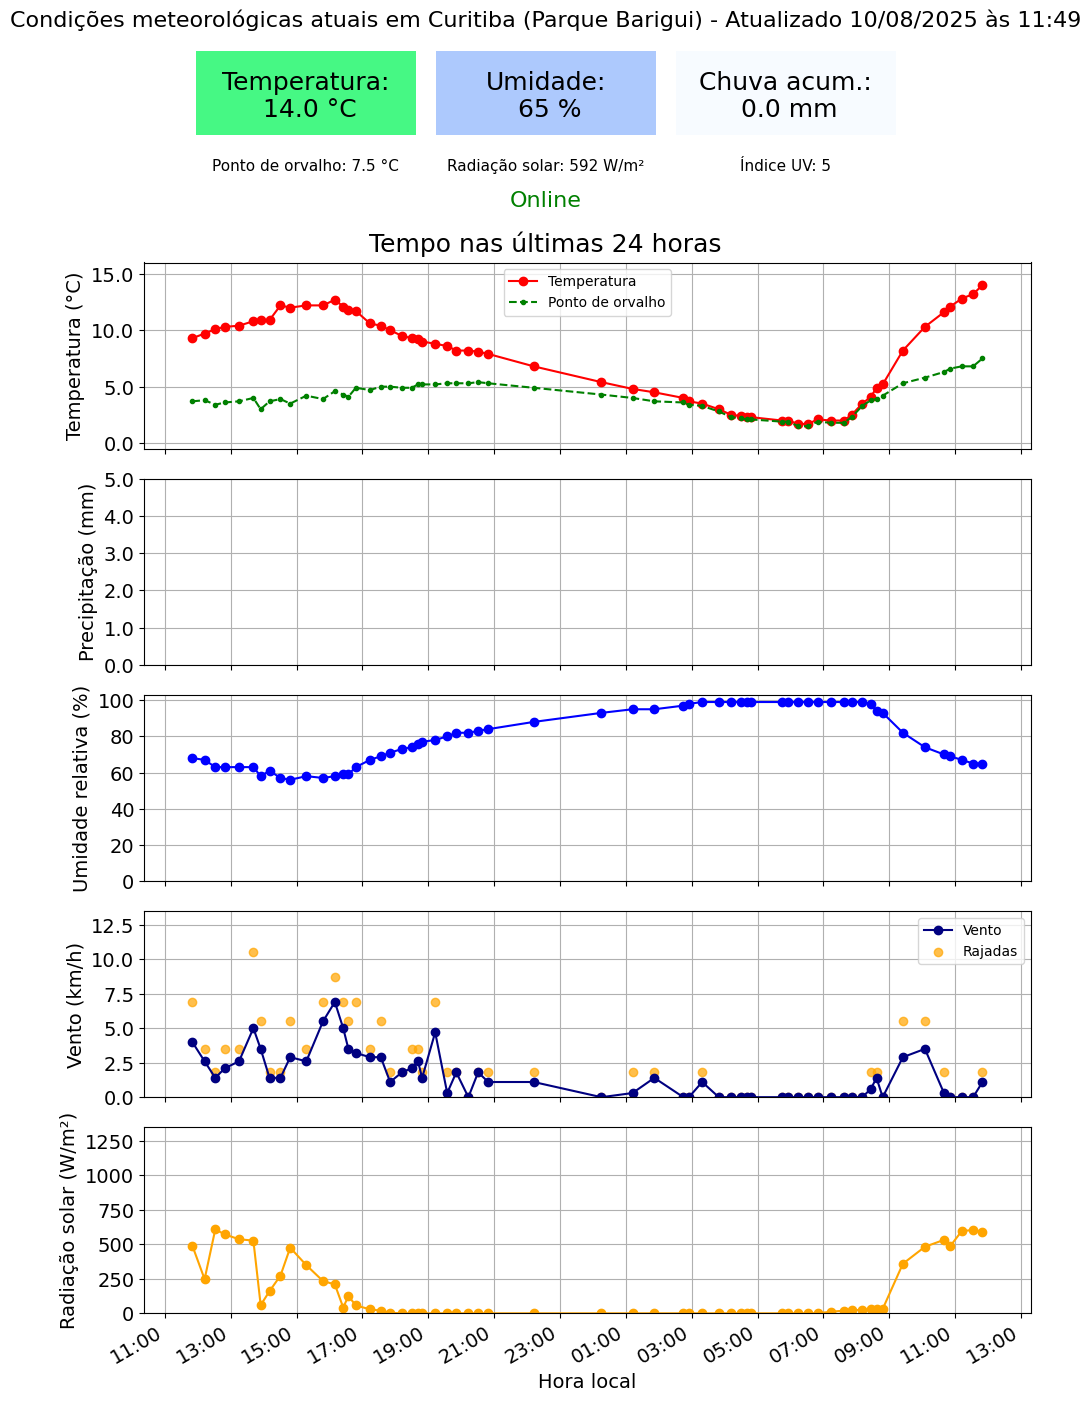 Condições meteorológicas atuais em Curitiba (Parque Barigui) - Atualizado 10/08/2025 às 11:49
Temperatura:
14.0 °C
Umidade:
65 %
Chuva acum.:
0.0 mm
Ponto de orvalho: 7.5 °C
Radiação solar: 592 W/m²
Índice UV: 5
Online
Tempo nas últimas 24 horas
Temperatura (°C)
15.0
10.0
5.0
0.0
Temperatura
Ponto de orvalho
Precipitação (mm)
5.0
4.0
3.0
2.0
1.0
0.0
Umidade relativa (%)
100
80
60
40
20
0
Vento (km/h)
12.5
10.0
7.5
5.0
2.5
0.0
Vento
Rajadas
Radiação solar (W/m²)
1250
1000
750
500
250
0
11:00
13:00
15:00
17:00
19:00
21:00
23:00
01:00
03:00
05:00
07:00
09:00
11:00
13:00
Hora local